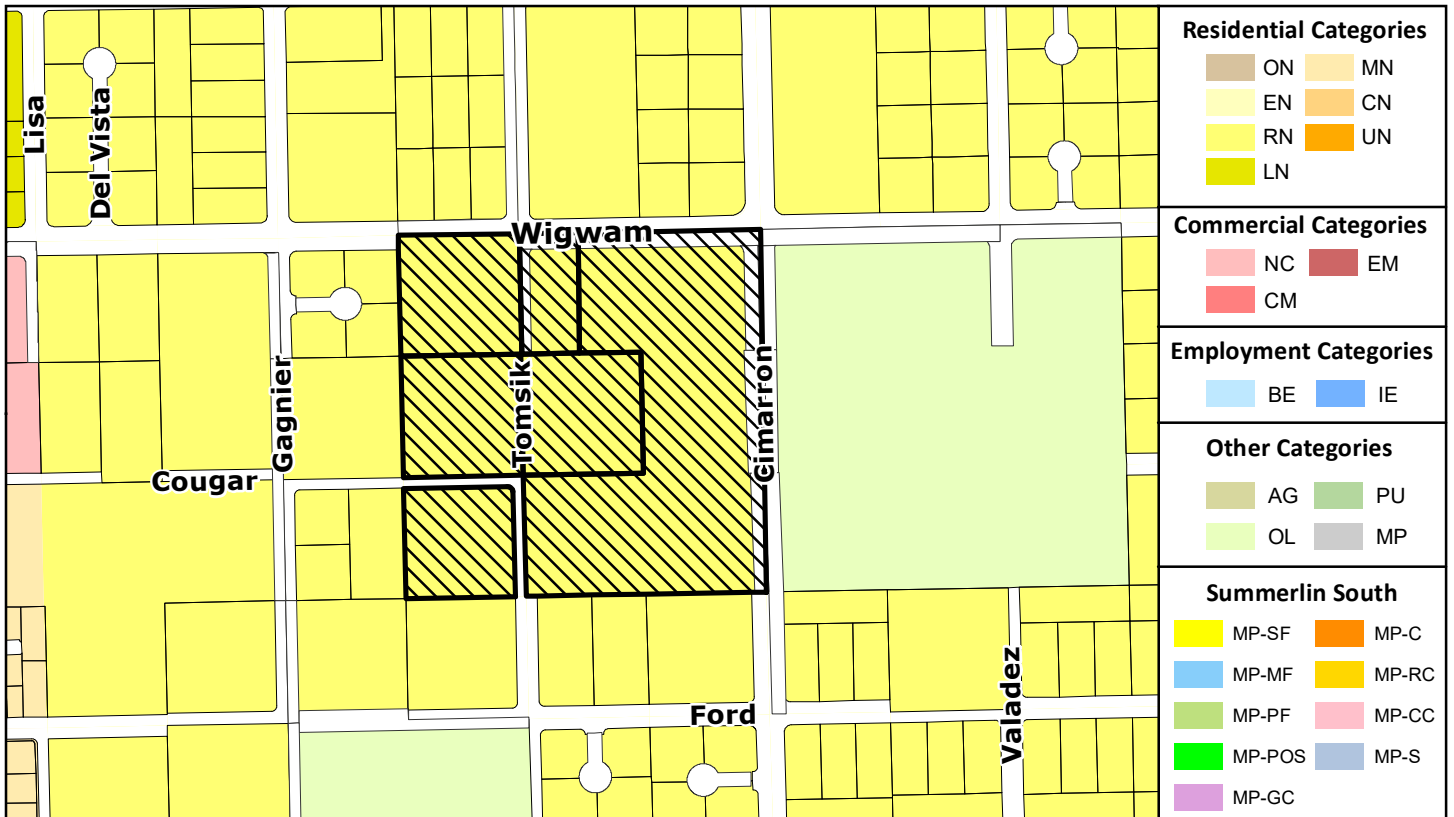 Lisa
Del Vista
Wigwam
Gagnier
Tomsik
Cimarron
Cougar
Valadez
Ford
Residential Categories
ON MN
EN CN
RN UN
LN
Commercial Categories
NC EM
CM
Employment Categories
BE IE
Other Categories
AG PU
OL MP
Summerlin South
MP-SF MP-C
MP-MF MP-RC
MP-PF MP-CC
MP-POS MP-S
MP-GC